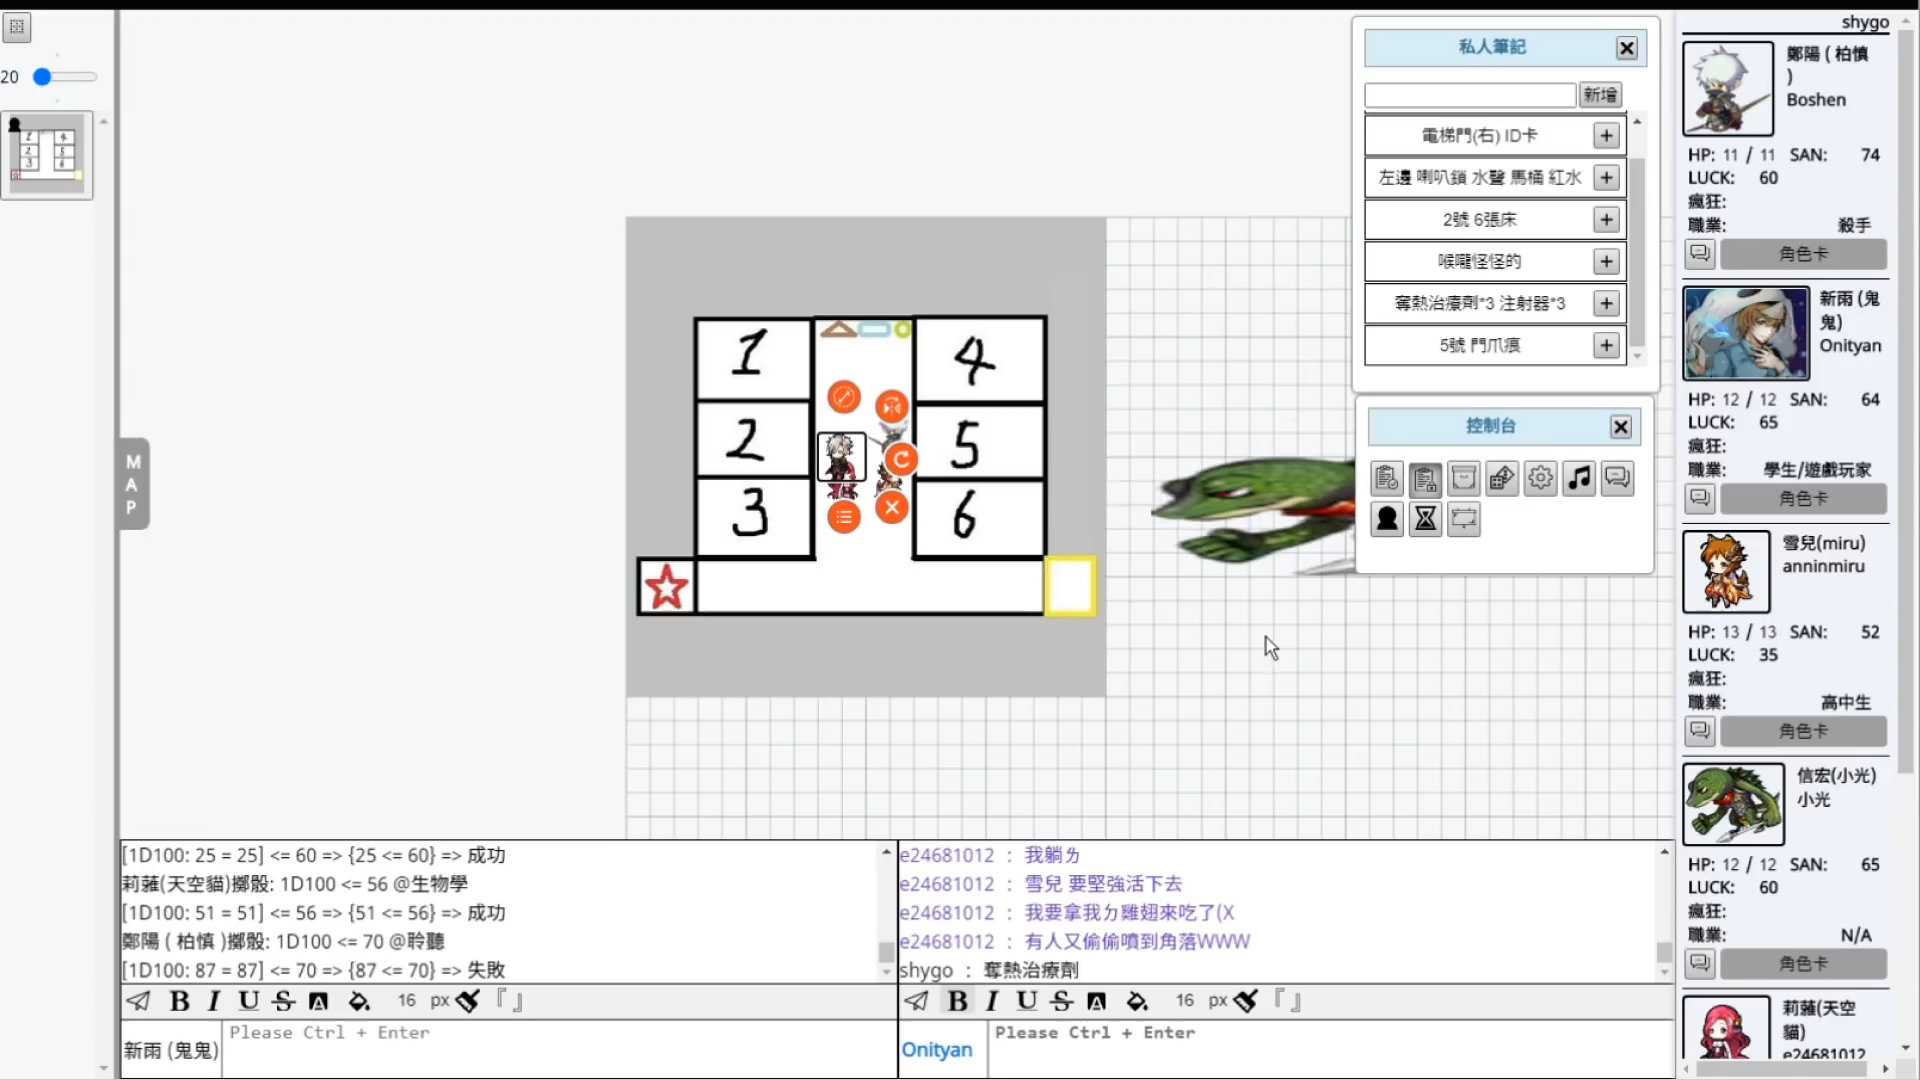 20
M
A
P
1
2
3
4
5
6
1
2
3
4
5
6
私人筆記
新增
電梯門(右) ID卡
左邊 喇叭鎖 水聲 馬桶 紅水
2號 6張床
喉嚨怪怪的
奪熱治療劑*3 注射器*3
5號 門爪痕
控制台
shygo
鄭陽 ( 柏慎
)
Boshen
HP: 11 / 11 SAN: 74
LUCK: 60
瘋狂:
職業: 殺手
角色卡
新雨 (鬼
鬼)
Onityan
HP: 12 / 12 SAN: 64
LUCK: 65
瘋狂:
職業: 學生/遊戲玩家
角色卡
雪兒(miru)
anninmiru
HP: 13 / 13 SAN: 52
LUCK: 35
瘋狂:
職業: 高中生
角色卡
信宏(小光)
小光
HP: 12 / 12 SAN: 65
LUCK: 60
瘋狂:
職業: N/A
角色卡
莉蕥(天空
貓)
e24681012
[1D100: 25 = 25] <= 60 => {25 <= 60} => 成功
莉蕥(天空貓)擲骰: 1D100 <= 56 @生物學
[1D100: 51 = 51] <= 56 => {51 <= 56} => 成功
鄭陽 ( 柏慎 )擲骰: 1D100 <= 70 @聆聽
[1D100: 87 = 87] <= 70 => {87 <= 70} => 失敗
B I U S A 16 px 『 』
新雨 (鬼鬼) Please Ctrl + Enter
e24681012 : 我躺ㄌ
e24681012 : 雪兒 要堅強活下去
e24681012 : 我要拿我ㄉ雞翅來吃了(X
e24681012 : 有人又偷偷噴到角落WWW
shygo : 奪熱治療劑
B I U S A 16 px 『 』
Onityan Please Ctrl + Enter